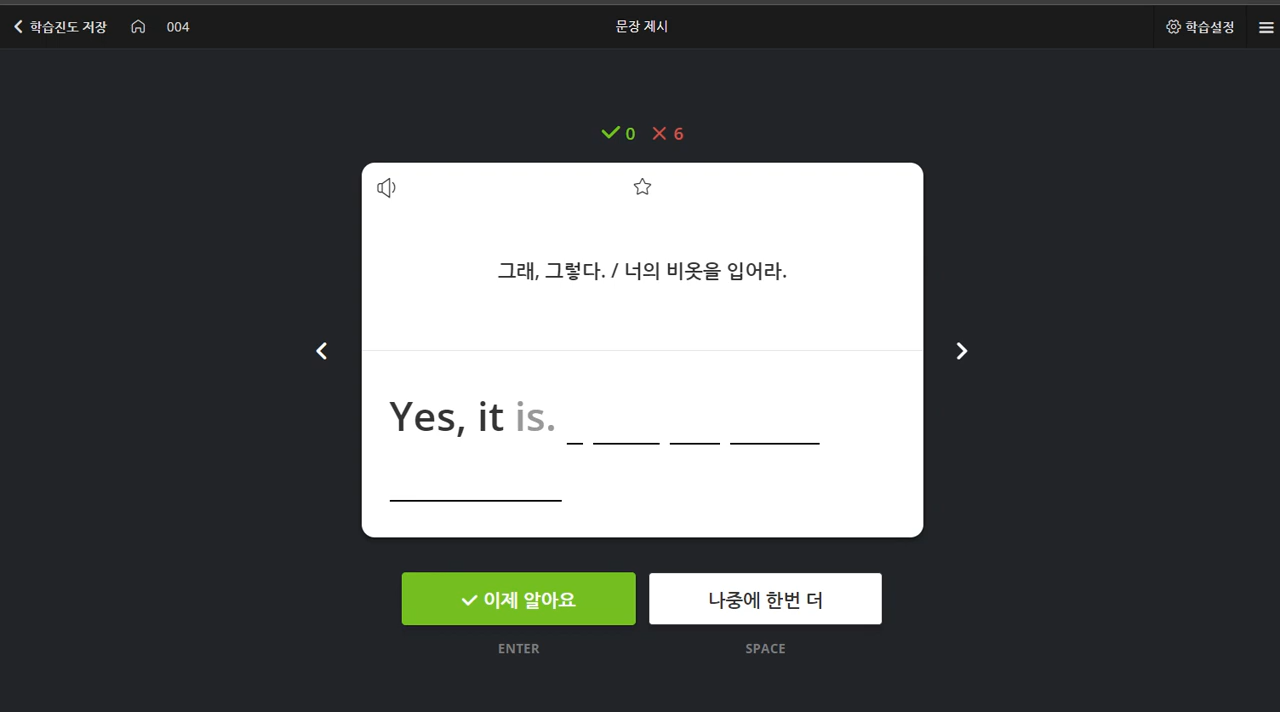 학습진도 저장 004 문장 제시 학습설정
0 6
그래, 그렇다. / 너의 비옷을 입어라.
Yes, it is.
이제 알아요 나중에 한번 더
ENTER SPACE